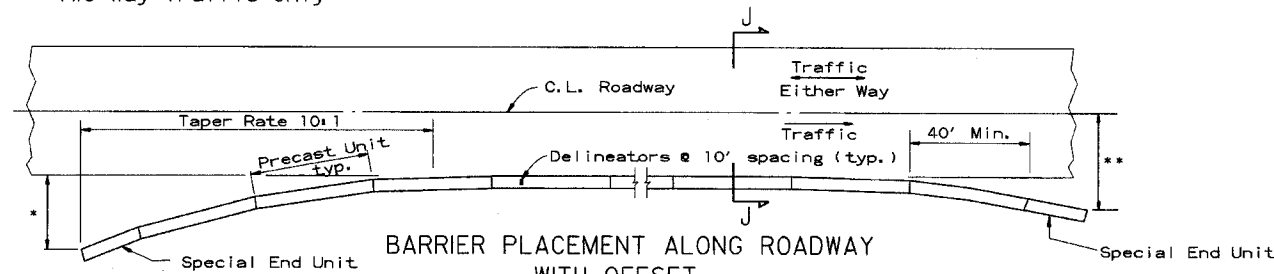 Two-Way Traffic Only
J
Traffic
Either Way
C.L. Roadway
Taper Rate 10:1
Traffic
40' Min.
Precast Unit
typ.
Delineators @ 10' spacing (typ.)
*
**
J
BARRIER PLACEMENT ALONG ROADWAY
WITH OFFSET
Special End Unit
Special End Unit